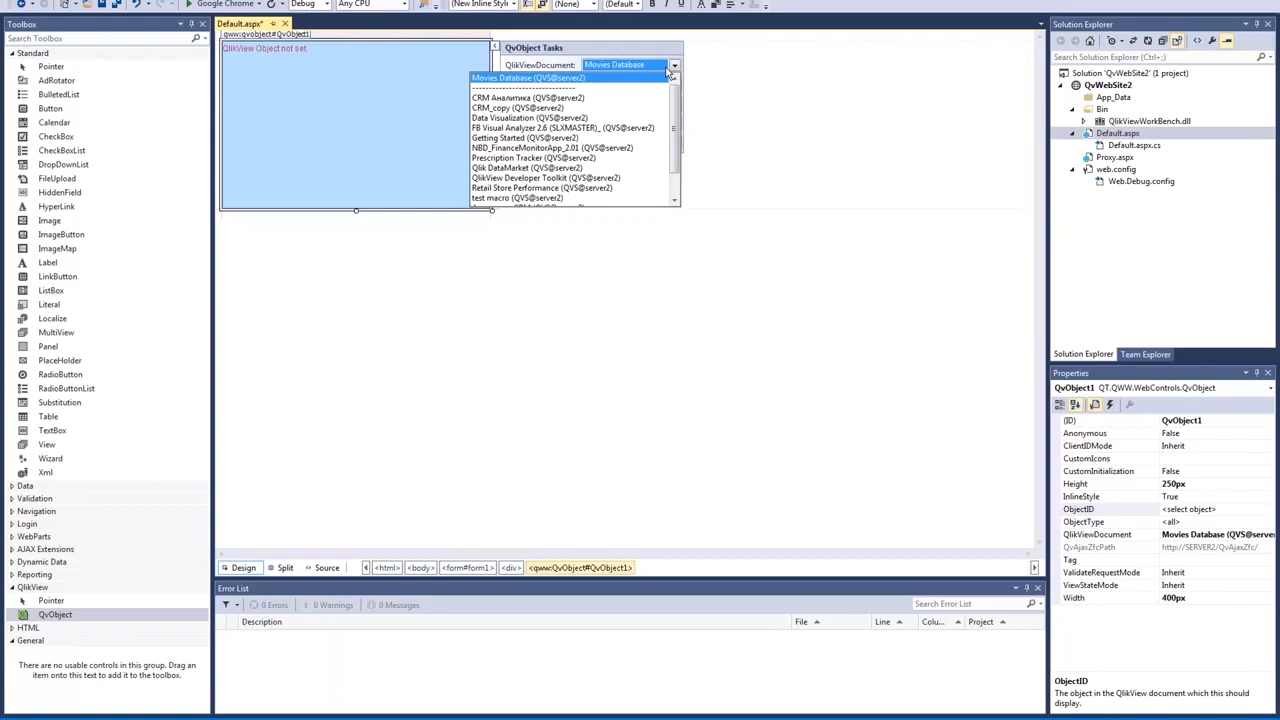 Google Chrome
Debug
Any CPU
(New Inline Style
(None)
(Default
Toolbox
Search Toolbox
Standard
Pointer
AdRotator
BulletedList
Button
Calendar
CheckBox
CheckBoxList
DropDownList
FileUpload
HiddenField
HyperLink
Image
ImageButton
ImageMap
Label
LinkButton
ListBox
Literal
Localize
MultiView
Panel
PlaceHolder
RadioButton
RadioButtonList
Substitution
Table
TextBox
View
Wizard
Xml
Data
Validation
Navigation
Login
WebParts
AJAX Extensions
Dynamic Data
Reporting
QlikView
Pointer
QvObject
HTML
General
There are no usable controls in this group. Drag an
item onto this text to add it to the toolbox.
Default.aspx*
qww:qvobject#QvObject1
QlikView Object not set.
QvObject Tasks
QlikViewDocument: Movies Database
Movies Database (QVS@server2)
------------------------------
CRM Аналитика (QVS@server2)
CRM_copy (QVS@server2)
Data Visualization (QVS@server2)
FB Visual Analyzer 2.6 (SLXMASTER)_ (QVS@server2)
Getting Started (QVS@server2)
NBD_FinanceMonitorApp_2.01 (QVS@server2)
Prescription Tracker (QVS@server2)
Qlik DataMarket (QVS@server2)
QlikView Developer Toolkit (QVS@server2)
Retail Store Performance (QVS@server2)
test macro (QVS@server2)
Design
Split
Source
<html>
<body>
<form#form1>
<div>
<qww:QvObject#QvObject1>
Error List
0 Errors
0 Warnings
0 Messages
Search Error List
Description
File
Line
Colu...
Project
Solution Explorer
Search Solution Explorer (Ctrl+;)
Solution 'QvWebSite2' (1 project)
QvWebSite2
App_Data
Bin
QlikViewWorkBench.dll
Default.aspx
Default.aspx.cs
Proxy.aspx
web.config
Web.Debug.config
Solution Explorer
Team Explorer
Properties
QvObject1 QT.QWW.WebControls.QvObject
(ID) QvObject1
Anonymous False
ClientIDMode Inherit
CustomIcons
CustomInitialization False
Height 250px
InlineStyle True
ObjectID <select object>
ObjectType <all>
QlikViewDocument Movies Database (QVS@server
QvAjaxZfcPath http://SERVER2/QvAjaxZfc/
Tag
ValidateRequestMode Inherit
ViewStateMode Inherit
Width 400px
ObjectID
The object in the QlikView document which this should
display.